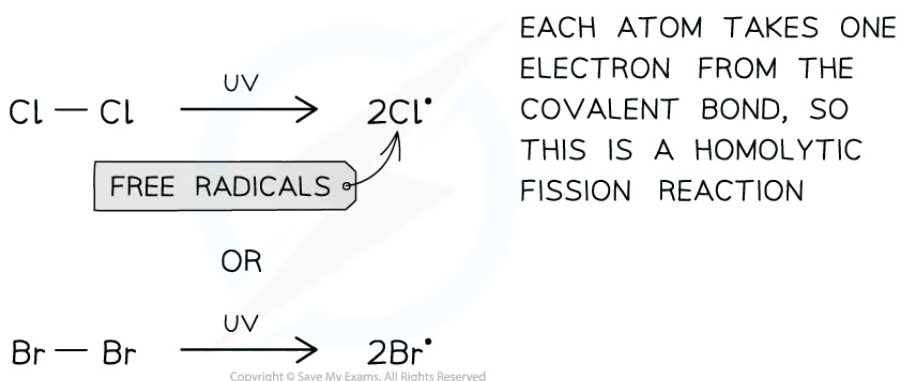 EACH ATOM TAKES ONE
ELECTRON FROM THE
COVALENT BOND, SO
THIS IS A HOMOLYTIC
FISSION REACTION
UV
Cl — Cl → 2Cl•
FREE RADICALS
OR
UV
Br — Br → 2Br•
Copyright © Save My Exams. All Rights Reserved